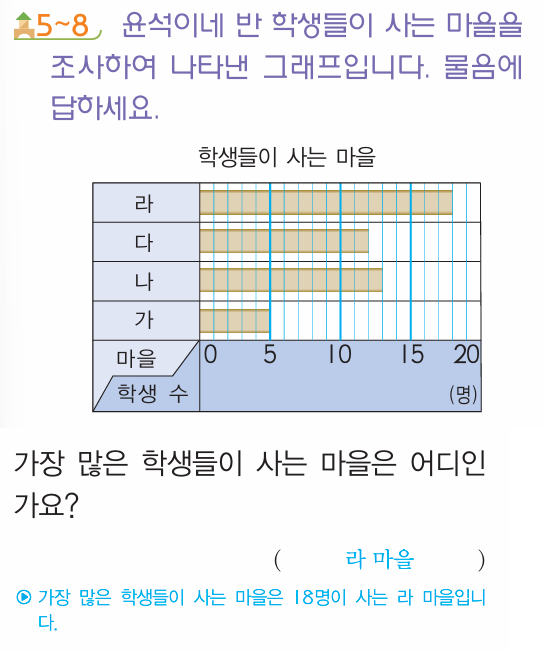 5~8 윤석이네 반 학생들이 사는 마을을
조사하여 나타낸 그래프입니다. 물음에
답하세요.
학생들이 사는 마을
라
다
나
가
마을 0 5 10 15 20
학생 수 (명)
가장 많은 학생들이 사는 마을은 어디인
가요?
( 라 마을 )
가장 많은 학생들이 사는 마을은 18명이 사는 라 마을입니
다.